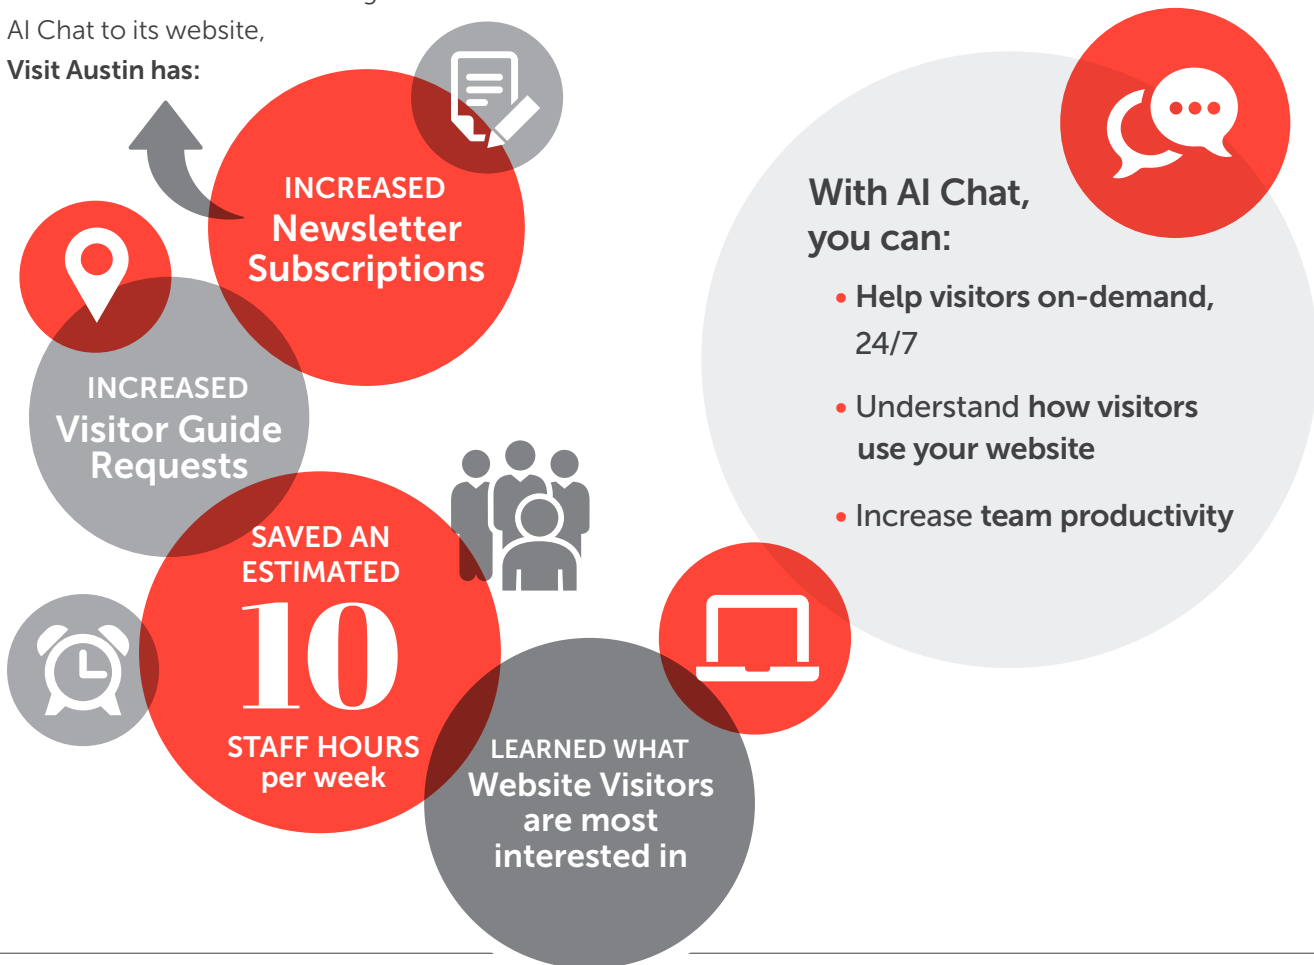 AI Chat to its website,
Visit Austin has:
INCREASED
Newsletter
Subscriptions
INCREASED
Visitor Guide
Requests
SAVED AN
ESTIMATED
10
STAFF HOURS
per week
LEARNED WHAT
Website Visitors
are most
interested in
With AI Chat,
you can:
• Help visitors on-demand,
24/7
• Understand how visitors
use your website
• Increase team productivity